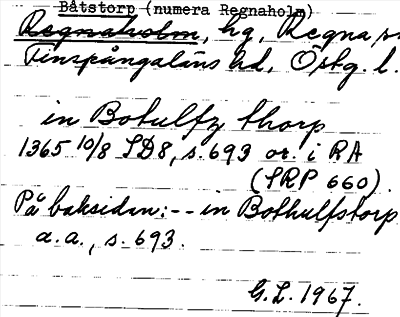 Båtstorp (numera Regnaholm)
Regnaholm, hg, Regna sn
Finspångaläns hd, Östg. l.
in Botulfz thorp
1365 10/8 SD8, s. 693 or. i RA
(SRP 660).
På baksidan: -- in Bothulfstorp
a. a., s. 693.
G. L. 1967.